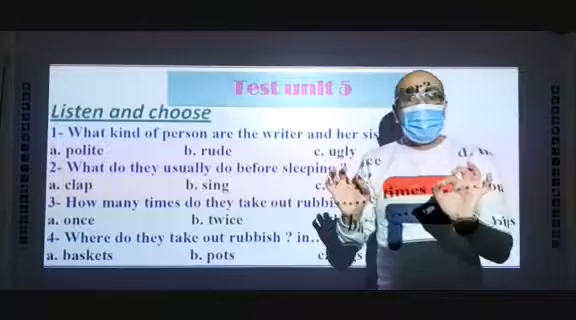 Test unit 5
Listen and choose
1- What kind of person are the writer and her sis
a. polite b. rude c. ugly
2- What do they usually do before sleeping ?
a. clap b. sing c.
3- How many times do they take out rubbi
a. once b. twice times
4- Where do they take out rubbish ? in..
a. baskets b. pots c.